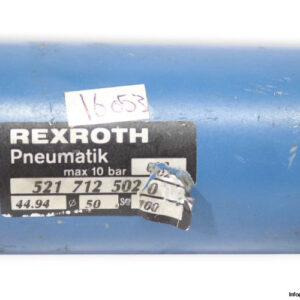 16053
REXROTH
Pneumatik
max 10 bar
521 712 502 0
44.94 Ø 50 100